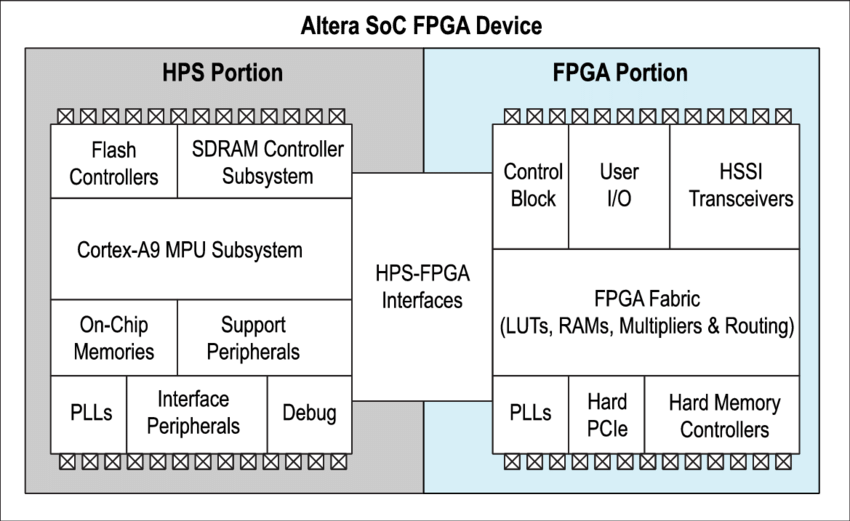 Altera SoC FPGA Device
HPS Portion
FPGA Portion
Flash
Controllers
SDRAM Controller
Subsystem
Cortex-A9 MPU Subsystem
On-Chip
Memories
Support
Peripherals
PLLs
Interface
Peripherals
Debug
HPS-FPGA
Interfaces
Control
Block
User
I/O
HSSI
Transceivers
FPGA Fabric
(LUTs, RAMs, Multipliers & Routing)
PLLs
Hard
PCIe
Hard Memory
Controllers